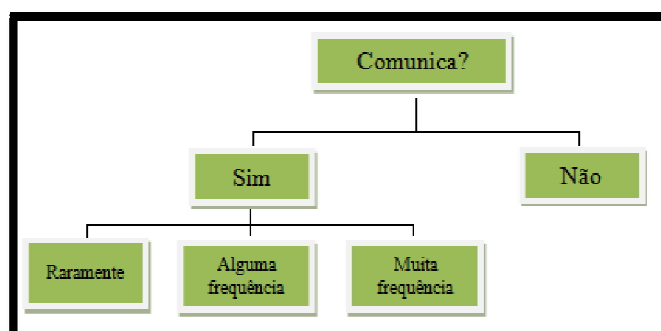 Comunica?
Sim
Não
Raramente
Alguma
frequência
Muita
frequência